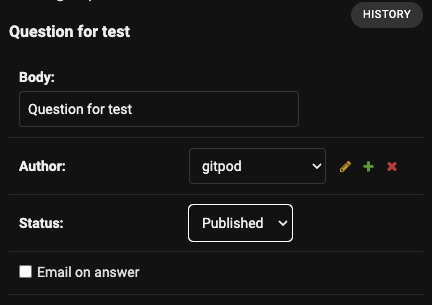 HISTORY
Question for test
Body:
Question for test
Author:
gitpod
Status:
Published
Email on answer